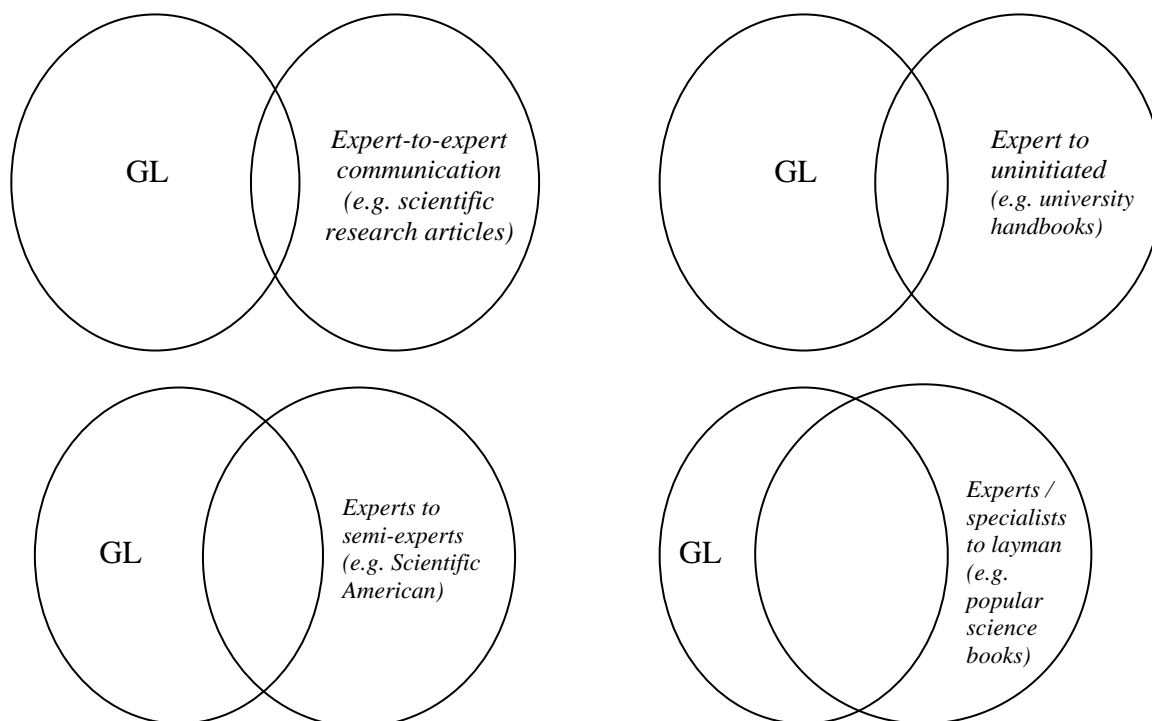 GL
Expert-to-expert
communication
(e.g. scientific
research articles)
GL
Expert to
uninitiated
(e.g. university
handbooks)
GL
Experts to
semi-experts
(e.g. Scientific
American)
GL
Experts /
specialists
to layman
(e.g.
popular
science
books)